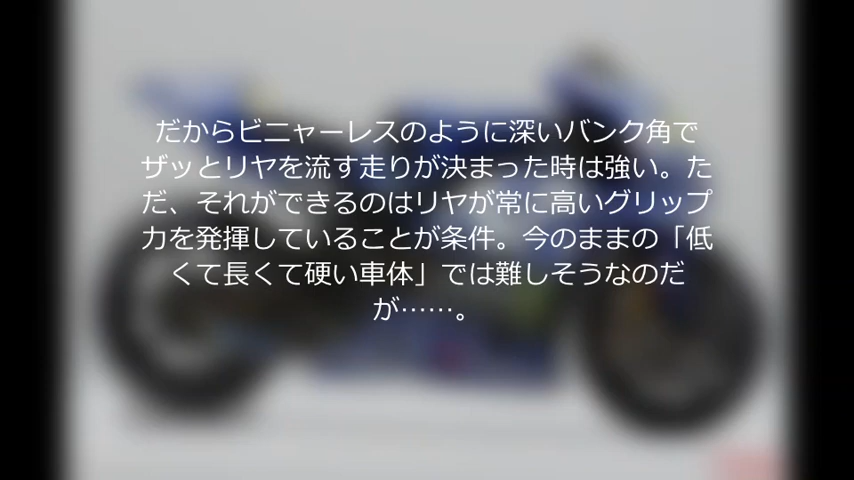 だからビニャーレスのように深いバンク角で
ザッとリヤを流す走りが決まった時は強い。た
だ、それができるのはリヤが常に高いグリップ
力を発揮していることが条件。今のままの「低
くて長くて硬い車体」では難しそうなのだ
が……。